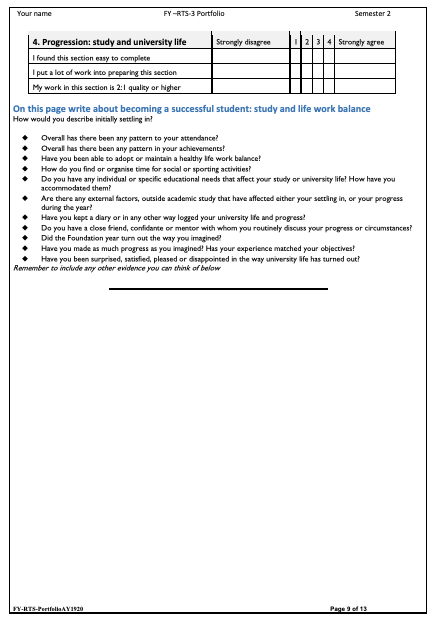 Your name FY –RTS-3 Portfolio Semester 2
4. Progression: study and university life Strongly disagree 1 2 3 4 Strongly agree
I found this section easy to complete
I put a lot of work into preparing this section
My work in this section is 2:1 quality or higher
On this page write about becoming a successful student: study and life work balance
How would you describe initially settling in?
◆ Overall has there been any pattern to your attendance?
◆ Overall has there been any pattern in your achievements?
◆ Have you been able to adopt or maintain a healthy life work balance?
◆ How do you find or organise time for social or sporting activities?
◆ Do you have any individual or specific educational needs that affect your study or university life? How have you
accommodated them?
◆ Are there any external factors, outside academic study that have affected either your settling in, or your progress
during the year?
◆ Have you kept a diary or in any other way logged your university life and progress?
◆ Do you have a close friend, confidante or mentor with whom you routinely discuss your progress or circumstances?
◆ Did the Foundation year turn out the way you imagined?
◆ Have you made as much progress as you imagined? Has your experience matched your objectives?
◆ Have you been surprised, satisfied, pleased or disappointed in the way university life has turned out?
Remember to include any other evidence you can think of below
FY-RTS-PortfolioAY1920 Page 9 of 13